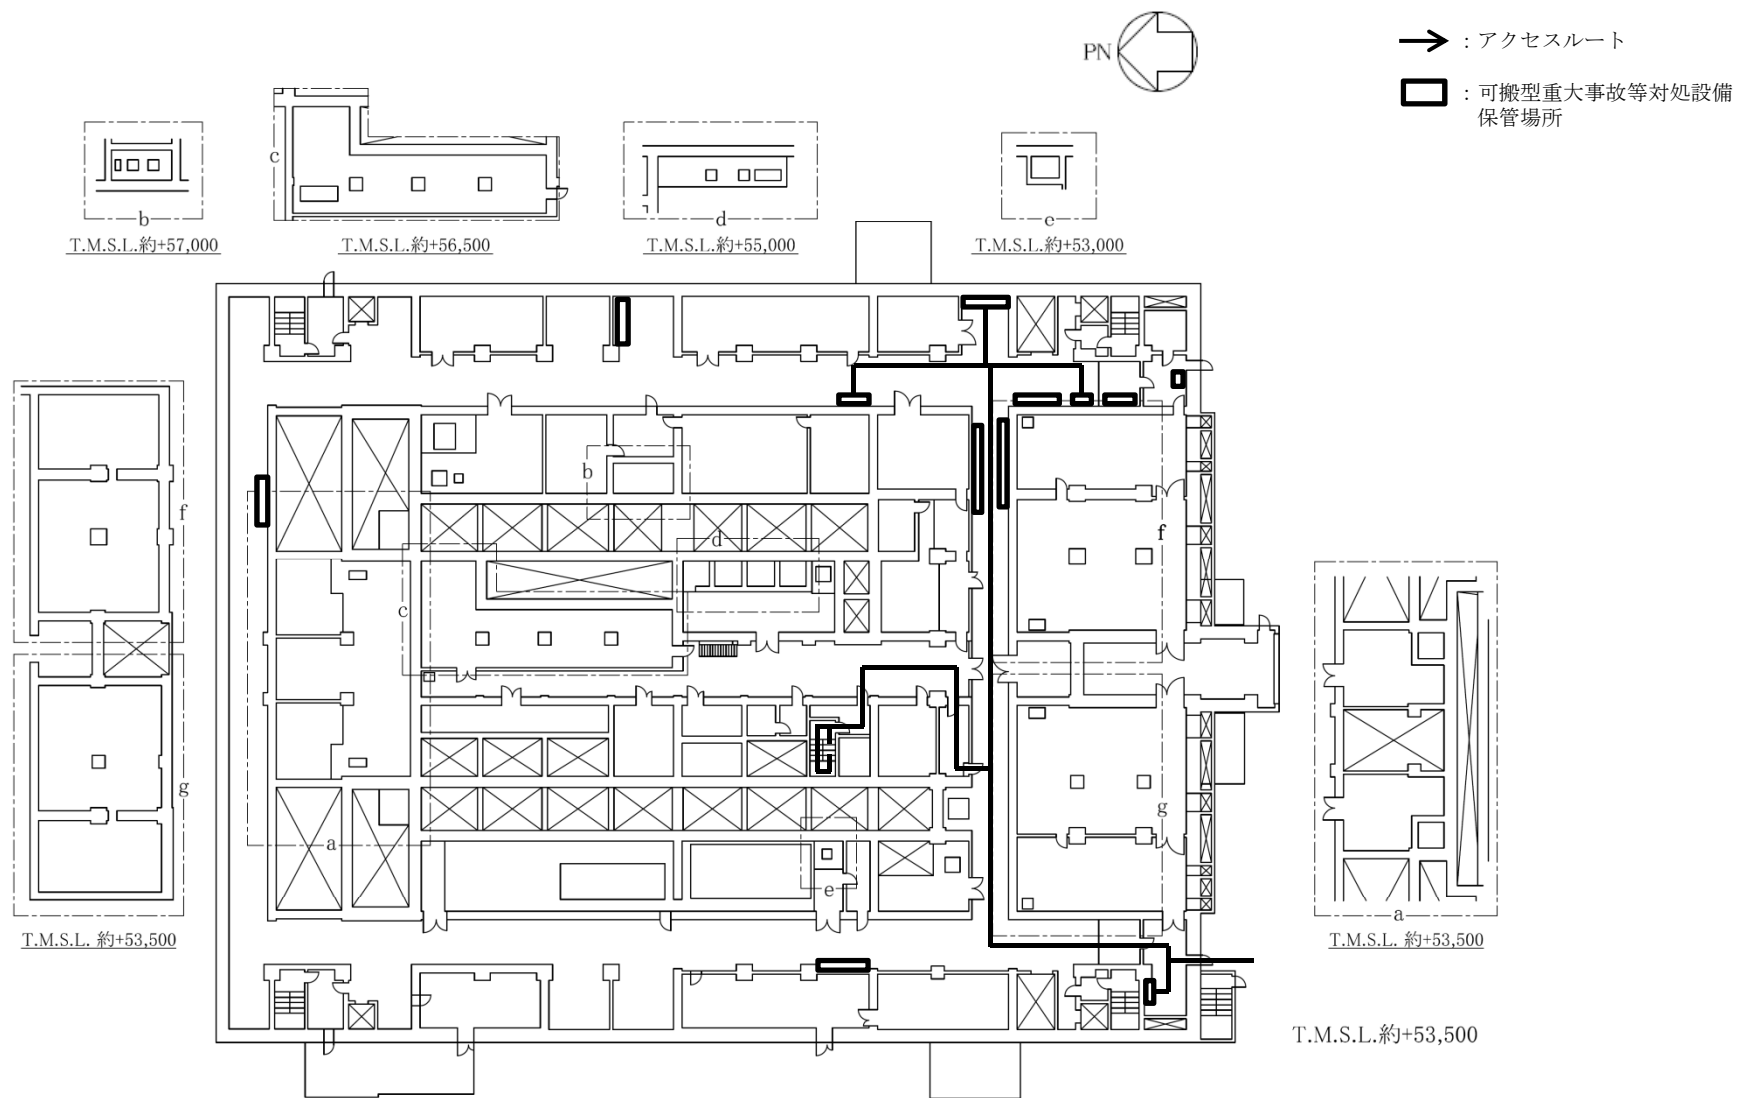 PN
：アクセスルート
：可搬型重大事故等対処設備
保管場所
b
T.M.S.L.約+57,000
c
T.M.S.L.約+56,500
d
T.M.S.L.約+55,000
e
T.M.S.L.約+53,000
f
g
T.M.S.L. 約+53,500
b
d
c
a
e
f
g
a
T.M.S.L. 約+53,500
T.M.S.L.約+53,500